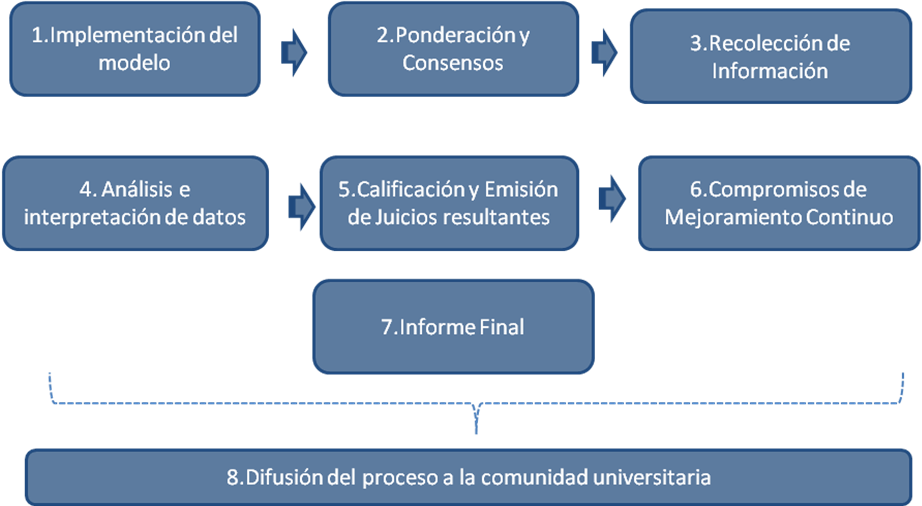 1.Implementación del
modelo
2.Ponderación y
Consensos
3.Recolección de
Información
4. Análisis e
interpretación de datos
5.Calificación y Emisión
de Juicios resultantes
6.Compromisos de
Mejoramiento Continuo
7.Informe Final
8.Difusión del proceso a la comunidad universitaria